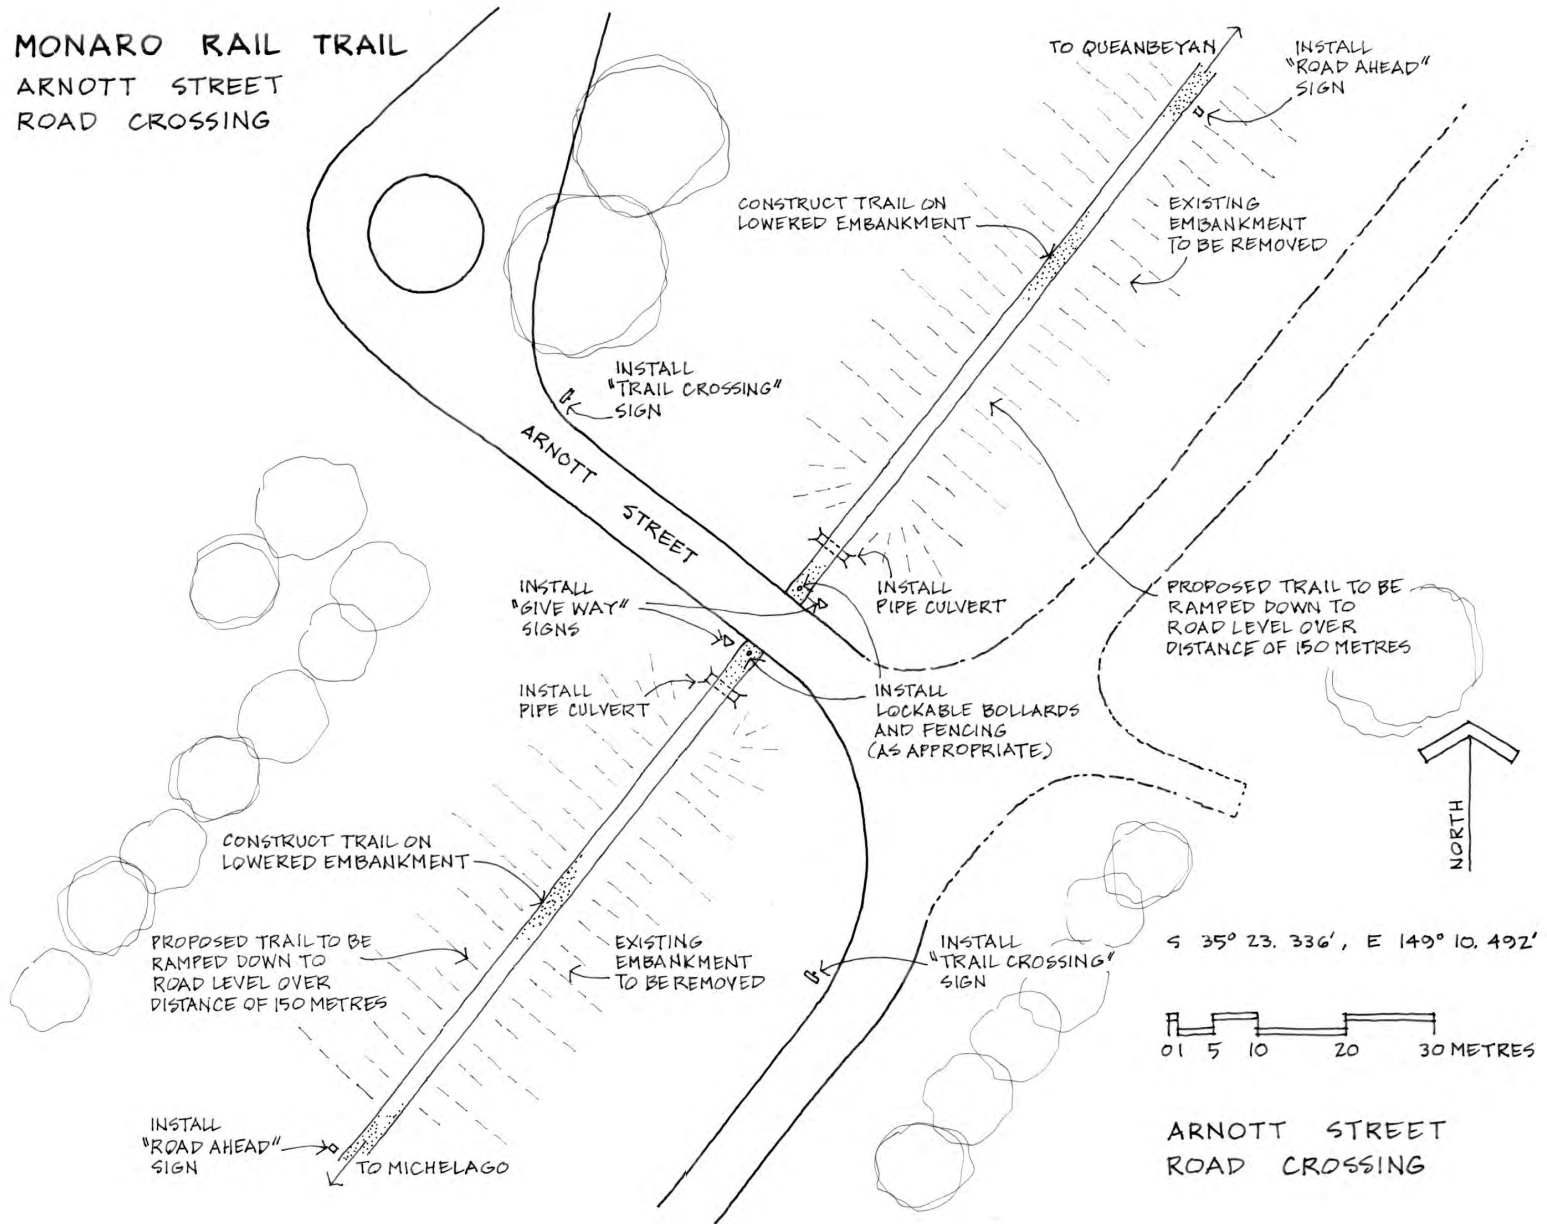 MONARO RAIL TRAIL
ARNOTT STREET
ROAD CROSSING
TO QUEANBEYAN
INSTALL
"ROAD AHEAD"
SIGN
CONSTRUCT TRAIL ON
LOWERED EMBANKMENT
EXISTING
EMBANKMENT
TO BE REMOVED
INSTALL
"TRAIL CROSSING"
SIGN
ARNOTT
STREET
INSTALL
"GIVE WAY"
SIGNS
INSTALL
PIPE CULVERT
PROPOSED TRAIL TO BE
RAMPED DOWN TO
ROAD LEVEL OVER
DISTANCE OF 150 METRES
INSTALL
PIPE CULVERT
INSTALL
LOCKABLE BOLLARDS
AND FENCING
(AS APPROPRIATE)
NORTH
CONSTRUCT TRAIL ON
LOWERED EMBANKMENT
PROPOSED TRAIL TO BE
RAMPED DOWN TO
ROAD LEVEL OVER
DISTANCE OF 150 METRES
EXISTING
EMBANKMENT
TO BE REMOVED
INSTALL
"TRAIL CROSSING"
SIGN
S 35° 23. 336', E 149° 10. 492'
0 1 5 10 20 30 METRES
INSTALL
"ROAD AHEAD"
SIGN
TO MICHELAGO
ARNOTT STREET
ROAD CROSSING